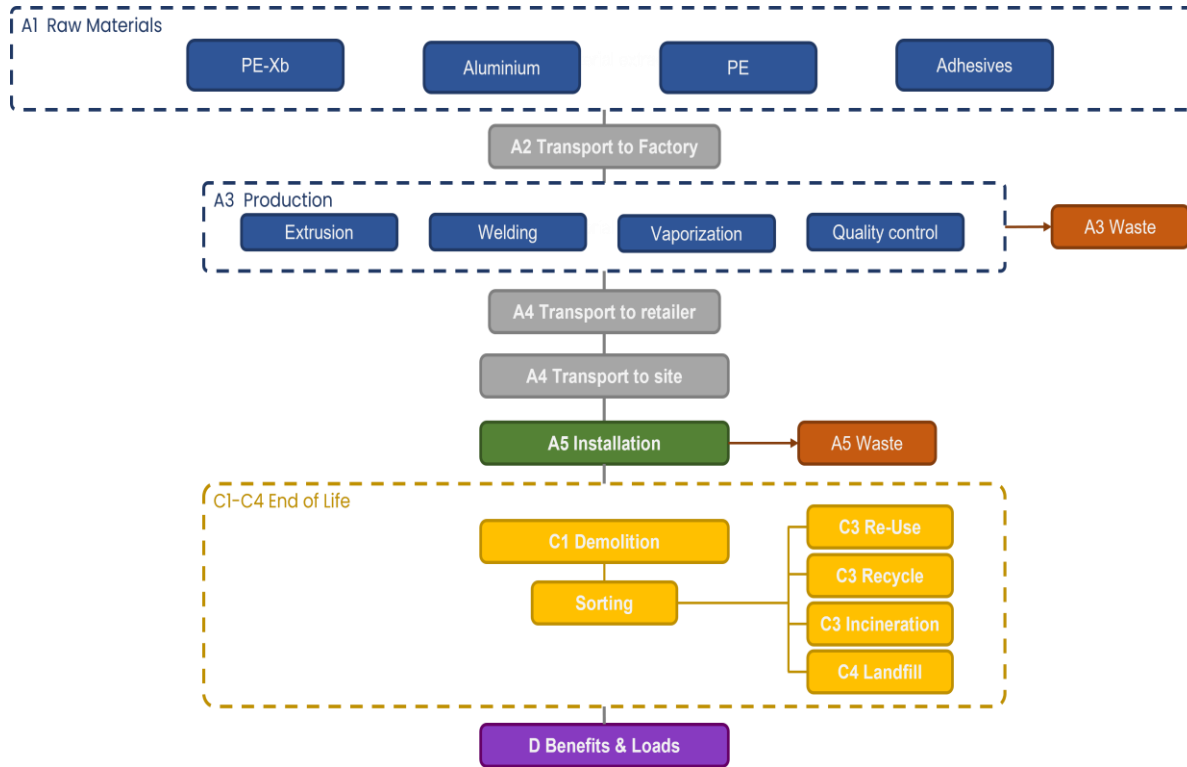 A1 Raw Materials
PE-Xb
Aluminium
PE
Adhesives
A2 Transport to Factory
A3 Production
Extrusion
Welding
Vaporization
Quality control
A3 Waste
A4 Transport to retailer
A4 Transport to site
A5 Installation
A5 Waste
C1-C4 End of Life
C1 Demolition
Sorting
C3 Re-Use
C3 Recycle
C3 Incineration
C4 Landfill
D Benefits & Loads